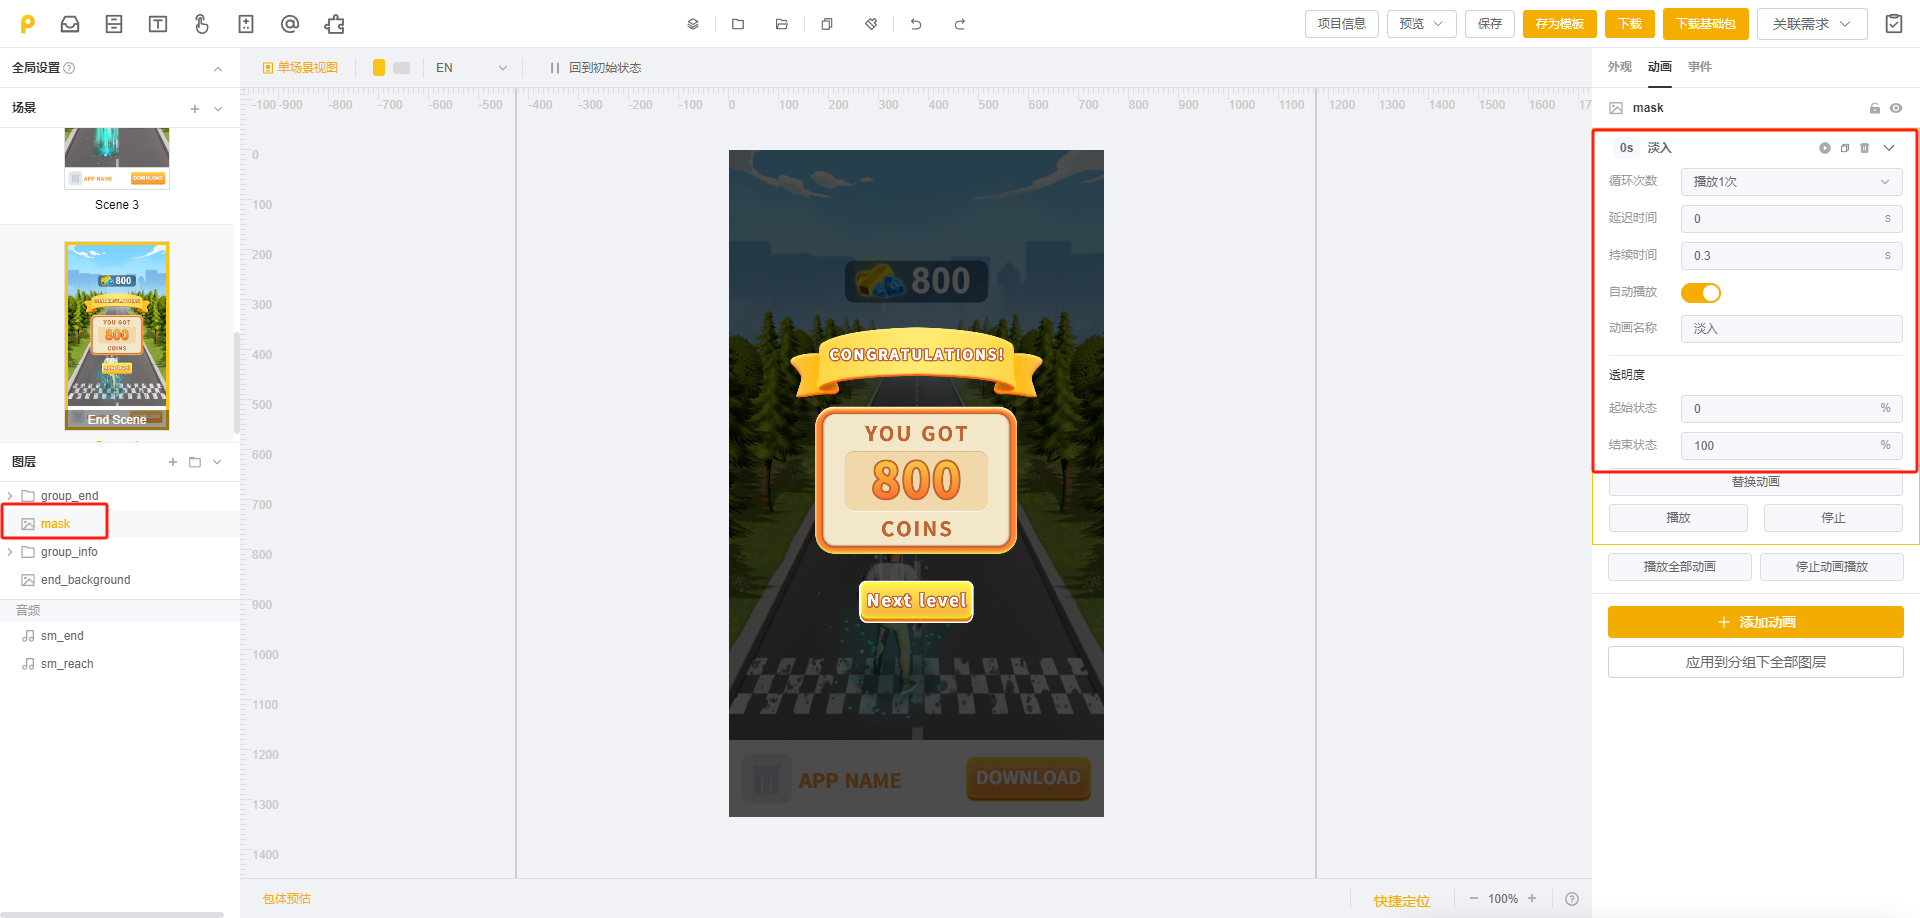 P
项目信息
预览
保存
存为模板
下载
下载基础包
关联需求
全局设置
单场景视图
EN
回到初始状态
外观 动画 事件
场景
-100 -900 -800 -700 -600 -500 -400 -300 -200 -100 0 100 200 300 400 500 600 700 800 900 1000 1100 1200 1300 1400 1500 1600 17
mask
0s 淡入
循环次数 播放1次
延迟时间 0 s
持续时间 0.3 s
自动播放
动画名称 淡入
透明度
起始状态 0 %
结束状态 100 %
替换动画
播放 停止
播放全部动画 停止动画播放
添加动画
应用到分组下全部图层
APP NAME
DOWNLOAD
Scene 3
800
CONGRATULATIONS!
YOU GOT
800
COINS
End Scene
图层
group_end
mask
group_info
end_background
音频
sm_end
sm_reach
0
100
200
300
400
500
600
700
800
900
1000
1100
1200
1300
1400
800
CONGRATULATIONS!
YOU GOT
800
COINS
Next level
APP NAME
DOWNLOAD
包体预估
快捷定位
100%